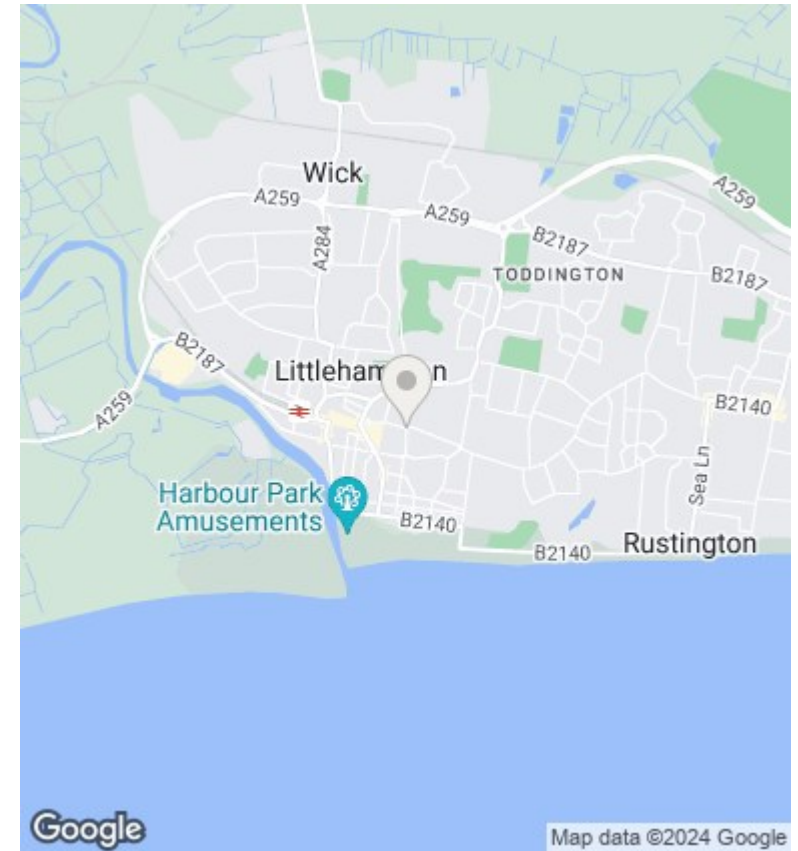 Wick
A259
A259
A259
B2187
A284
TODDINGTON
B2187
B2187
Littleham n
B2140
A259
Sea Ln
Harbour Park
Amusements
B2140
B2140
Rustington
Google
Map data ©2024 Google